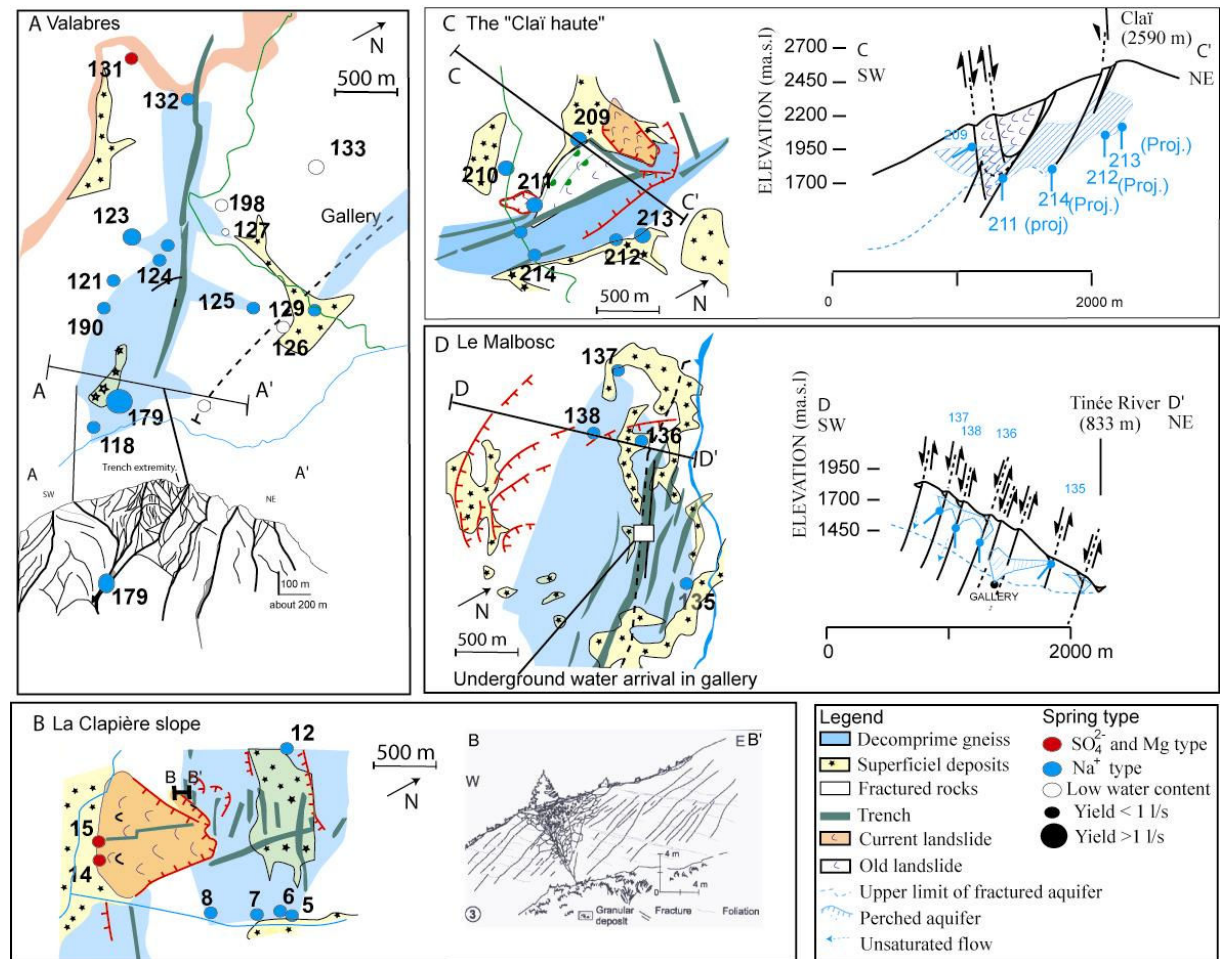 A Valabres
131
132
N
500 m
133
198
127
Gallery
123
124
121
125
129
190
126
A
A'
179
118
Trench extremity.
A
SW
NE
A'
179
100 m
about 200 m
C The "Claï haute"
C
209
210
211
C'
213
212
214
500 m
N
ELEVATION (ma.s.l.)
2700
2450
2200
1950
1700
C
SW
Claï
(2590 m)
C'
NE
209
213 (Proj.)
212 (Proj.)
214 (Proj.)
211 (proj)
0
2000 m
D Le Malbosc
137
D
138
136
D'
N
135
500 m
Underground water arrival in gallery
ELEVATION (ma.s.l)
D
SW
Tinée River
(833 m)
D'
NE
1950
1700
1450
137
138
136
135
GALLERY
0
2000 m
B La Clapière slope
12
500 m
N
B
B'
15
14
8
7
6
5
B
W
E
B'
4 m
0
4 m
3
Granular
deposit
Fracture
Foliation
Legend
Decomprime gneiss
Superficiel deposits
Fractured rocks
Trench
Current landslide
Old landslide
Upper limit of fractured aquifer
Perched aquifer
Unsaturated flow
Spring type
SO₄²⁻ and Mg type
Na⁺ type
Low water content
Yield < 1 l/s
Yield >1 l/s